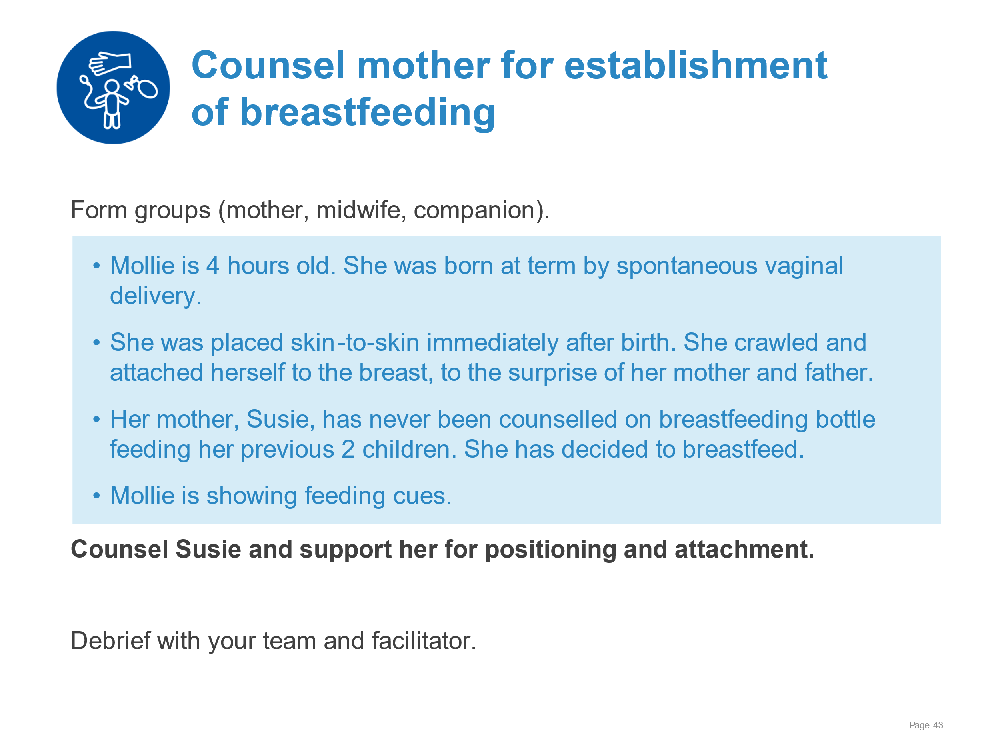 Counsel mother for establishment
of breastfeeding
Form groups (mother, midwife, companion).
• Mollie is 4 hours old. She was born at term by spontaneous vaginal
delivery.
• She was placed skin-to-skin immediately after birth. She crawled and
attached herself to the breast, to the surprise of her mother and father.
• Her mother, Susie, has never been counselled on breastfeeding bottle
feeding her previous 2 children. She has decided to breastfeed.
• Mollie is showing feeding cues.
Counsel Susie and support her for positioning and attachment.
Debrief with your team and facilitator.
Page 43